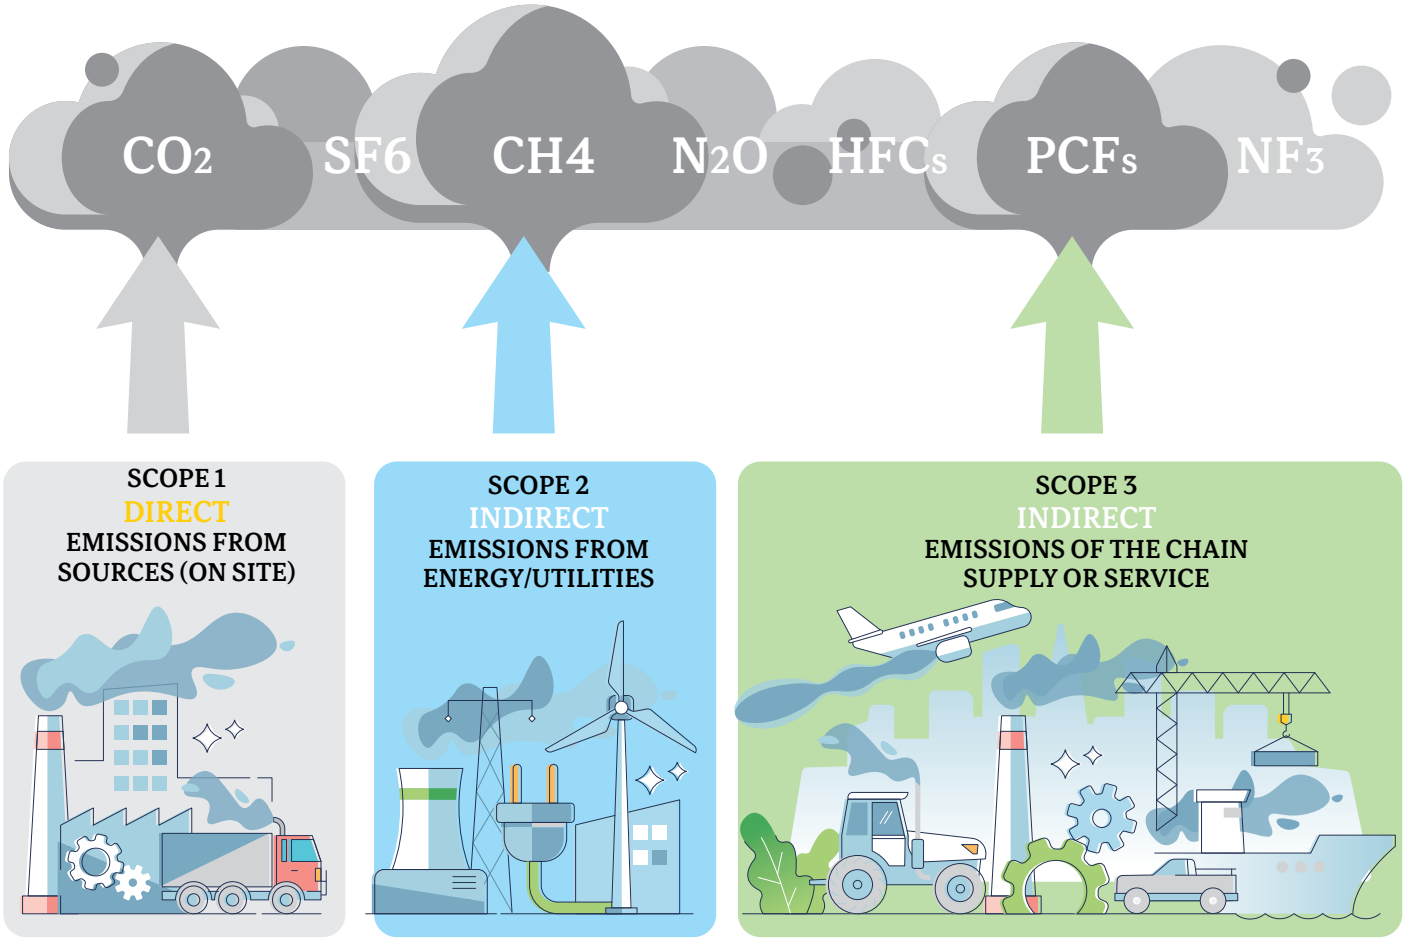 CO2 SF6 CH4 N2O HFCs PCFs NF3
SCOPE 1
DIRECT
EMISSIONS FROM
SOURCES (ON SITE)
SCOPE 2
INDIRECT
EMISSIONS FROM
ENERGY/UTILITIES
SCOPE 3
INDIRECT
EMISSIONS OF THE CHAIN
SUPPLY OR SERVICE